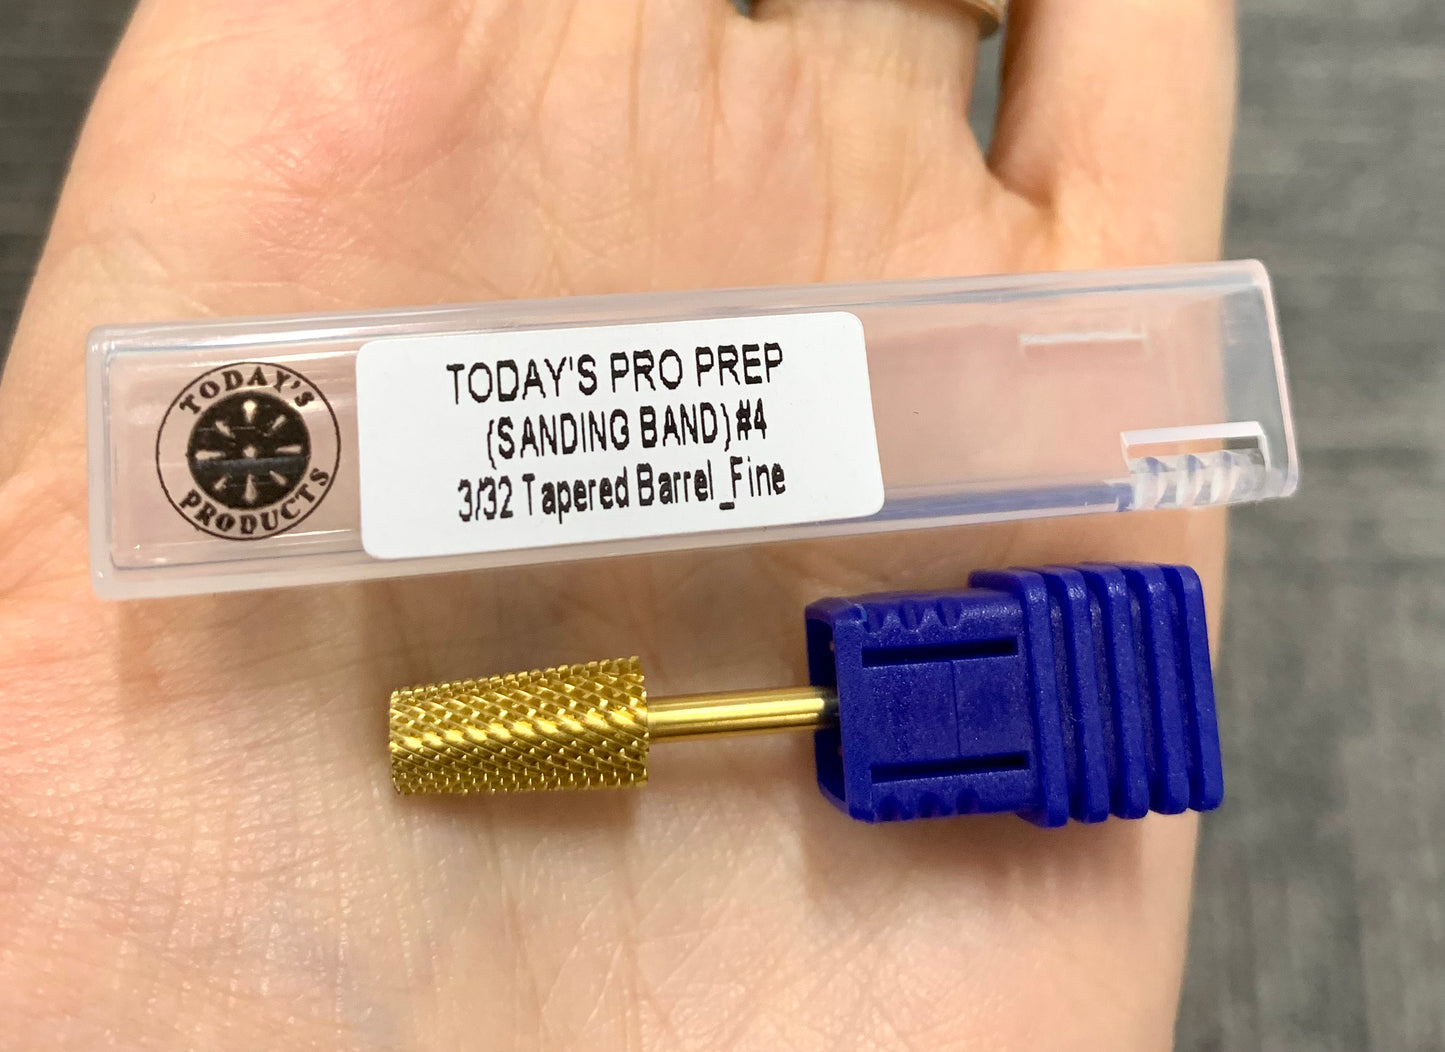 TODAY'S
PRODUCTS
TODAY'S PRO PREP
(SANDING BAND)#4
3/32 Tapered Barrel_Fine